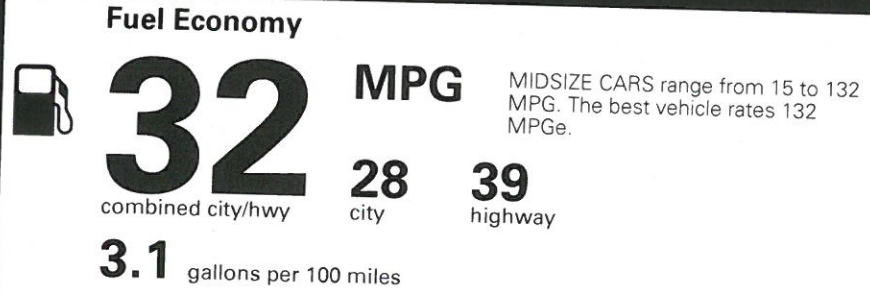 Fuel Economy
32 MPG
MIDSIZE CARS range from 15 to 132
MPG. The best vehicle rates 132
MPGe.
combined city/hwy
28
city
39
highway
3.1 gallons per 100 miles